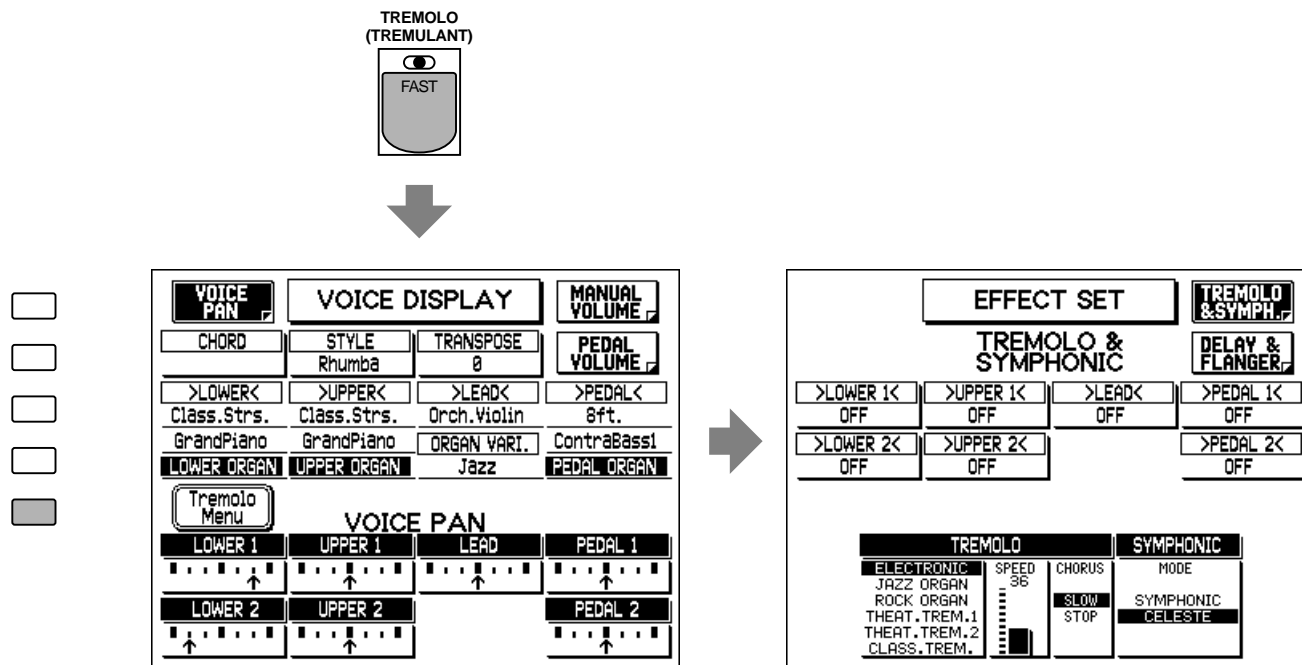 TREMOLO
(TREMULANT)
FAST
VOICE PAN
VOICE DISPLAY
MANUAL VOLUME
CHORD
STYLE
Rhumba
TRANSPOSE
0
PEDAL VOLUME
>LOWER< >UPPER< >LEAD< >PEDAL<
Class.Strs. Class.Strs. Orch.Violin 8ft.
GrandPiano GrandPiano ORGAN VARI. ContraBass1
LOWER ORGAN UPPER ORGAN Jazz PEDAL ORGAN
Tremolo Menu
VOICE PAN
LOWER 1 UPPER 1 LEAD PEDAL 1
LOWER 2 UPPER 2 PEDAL 2
EFFECT SET
TREMOLO &SYMPH.
TREMOLO & SYMPHONIC
DELAY & FLANGER
>LOWER 1< >UPPER 1< >LEAD< >PEDAL 1<
OFF OFF OFF OFF
>LOWER 2< >UPPER 2< >PEDAL 2<
OFF OFF OFF
TREMOLO SYMPHONIC
ELECTRONIC SPEED CHORUS MODE
JAZZ ORGAN 36
ROCK ORGAN SLOW SYMPHONIC
THEAT.TREM.1 STOP CELESTE
THEAT.TREM.2
CLASS.TREM.